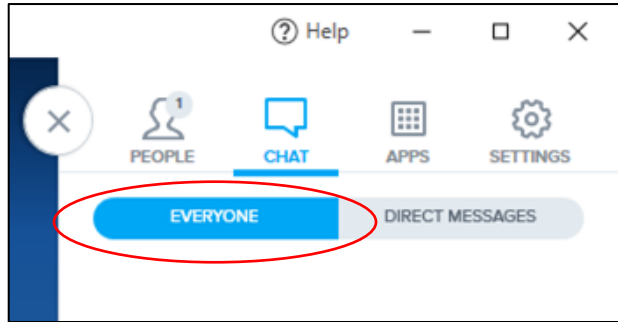 Help
1
PEOPLE CHAT APPS SETTINGS
EVERYONE DIRECT MESSAGES